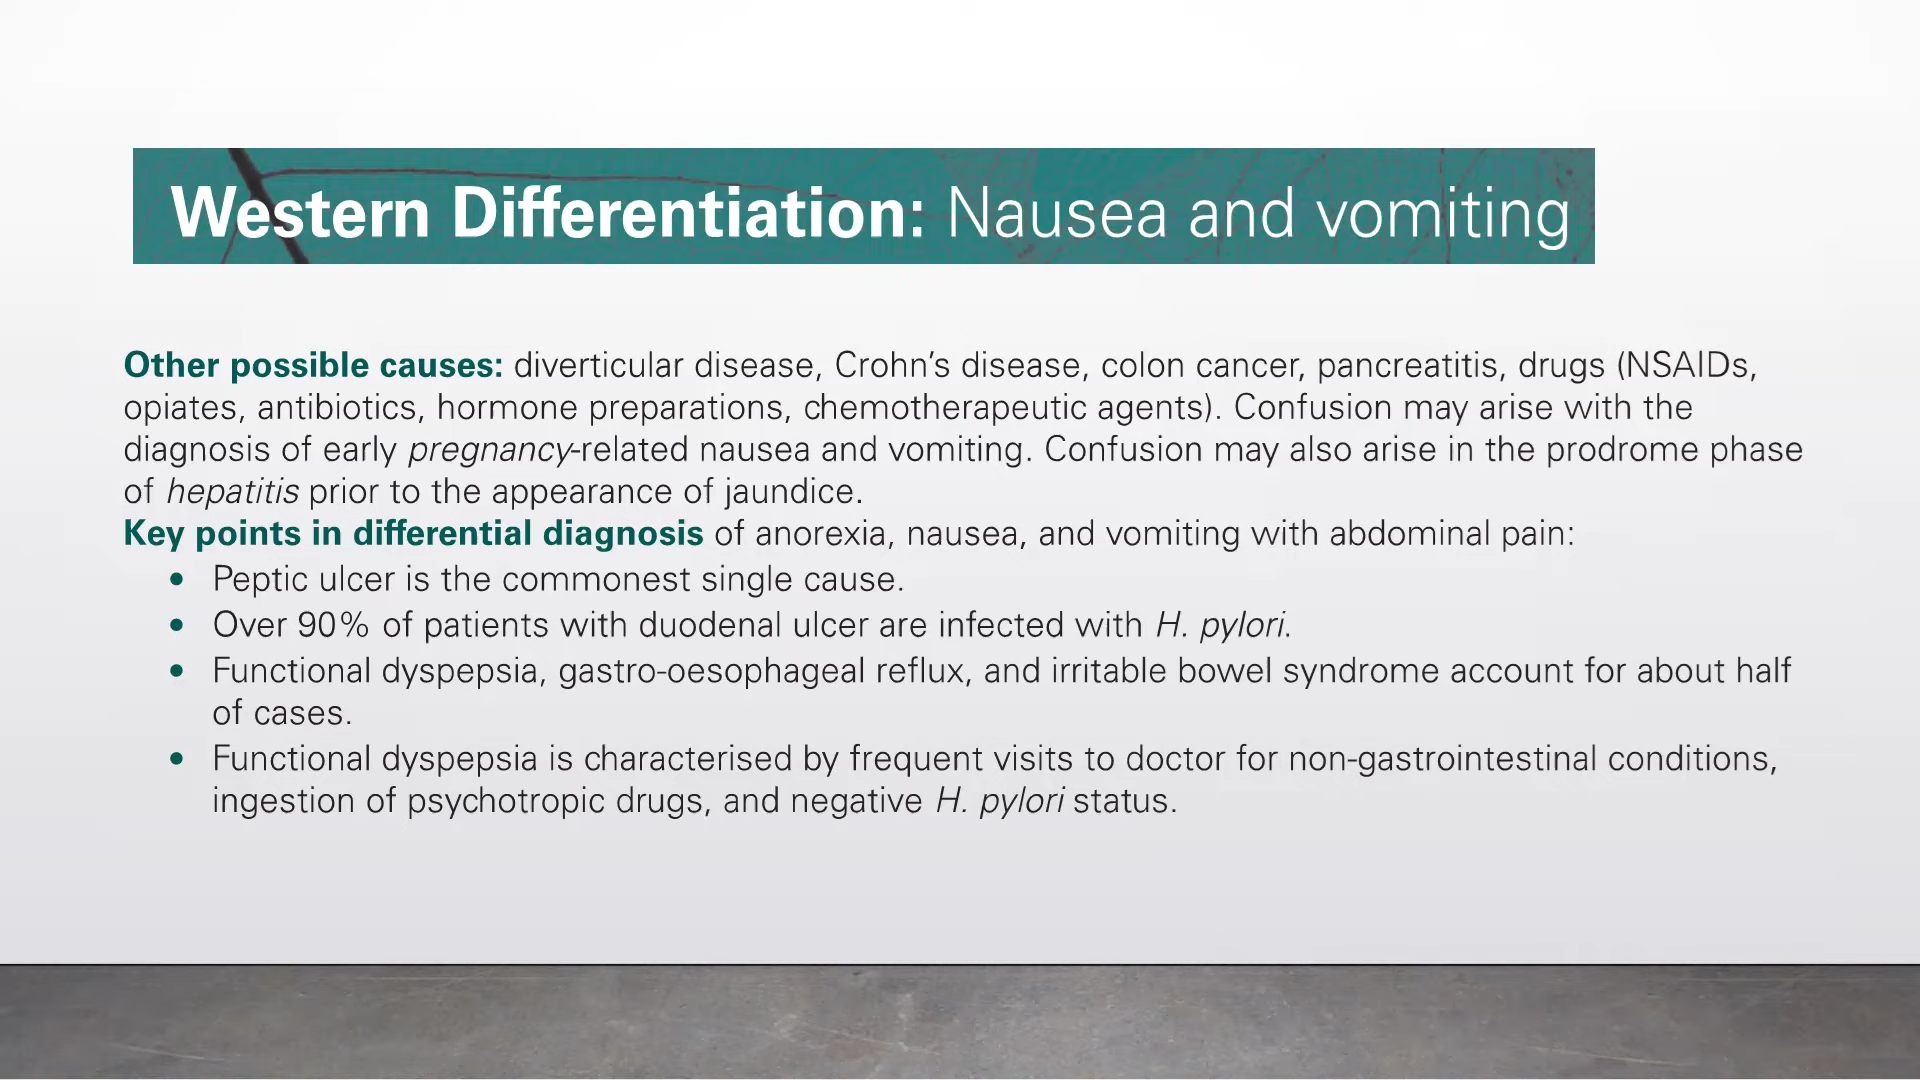 Western Differentiation: Nausea and vomiting
Other possible causes: diverticular disease, Crohn’s disease, colon cancer, pancreatitis, drugs (NSAIDs,
opiates, antibiotics, hormone preparations, chemotherapeutic agents). Confusion may arise with the
diagnosis of early pregnancy-related nausea and vomiting. Confusion may also arise in the prodrome phase
of hepatitis prior to the appearance of jaundice.
Key points in differential diagnosis of anorexia, nausea, and vomiting with abdominal pain:
• Peptic ulcer is the commonest single cause.
• Over 90% of patients with duodenal ulcer are infected with H. pylori.
• Functional dyspepsia, gastro-oesophageal reflux, and irritable bowel syndrome account for about half
of cases.
• Functional dyspepsia is characterised by frequent visits to doctor for non-gastrointestinal conditions,
ingestion of psychotropic drugs, and negative H. pylori status.